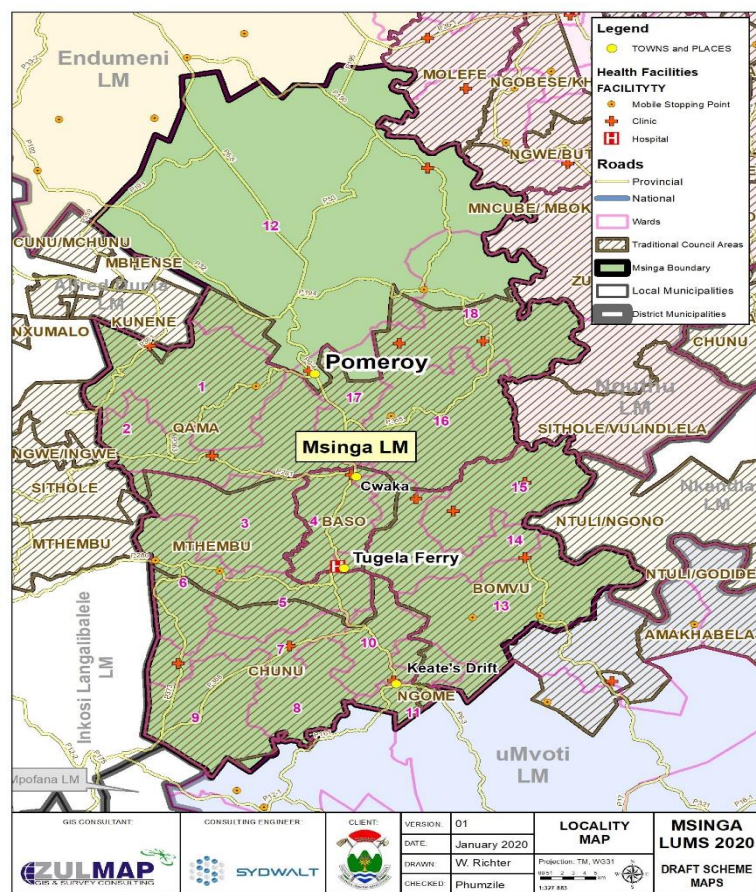 Endumeni
LM
MOLEFE
NGOBESE/KH
NGWE/BUT
MNCUBE/ MBOK
ZU
Legend
TOWNS and PLACES
Health Facilities
FACILITYTY
Mobile Stopping Point
Clinic
Hospital
Roads
Provincial
National
Wards
Traditional Council Areas
Msinga Boundary
Local Municipalities
District Municipalities
12
P50
P194
CUNU/MCHUNU
MBHENSE
Alfred Duma
LM
NXUMALO
KUNENE
18
CHUNU
Nquthu
LM
SITHOLE/VULINDLELA
Pomeroy
1
17
2
QAMA
16
Msinga LM
NGWE/INGWE
SITHOLE
Cwaka
15
Nkandla
LM
NTULI/NGONO
3
4
BASO
14
MTHEMBU
MTHEMBU
Tugela Ferry
BOMVU
NTULI/GODIDE
6
5
13
AMAKHABELA
10
7
CHUNU
Keate's Drift
NGOME
Inkosi Langalibalele
LM
9
8
11
uMvoti
LM
Mpofana LM
GIS CONSULTANT:
ZULMAP
GIS & SURVEY CONSULTING
CONSULTING ENGINEER:
SYDWALT
CLIENT:
VERSION: 01
DATE: January 2020
DRAWN: W. Richter
CHECKED: Phumzile
LOCALITY
MAP
Projection: TM, WG31
1:327 883
MSINGA
LUMS 2020
DRAFT SCHEME
MAPS